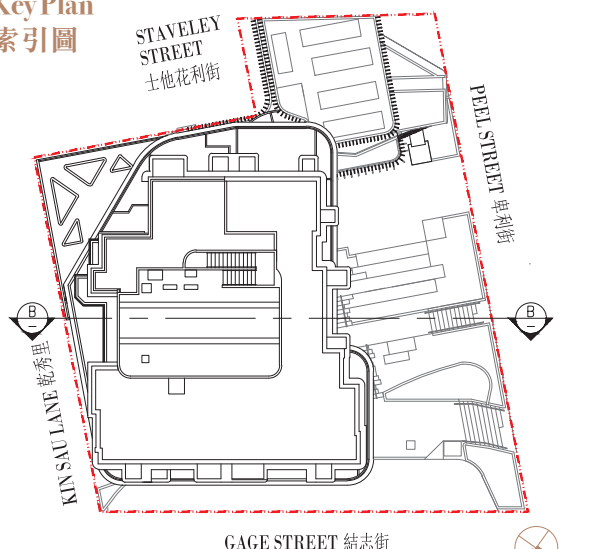 Key Plan
索引圖
STAVELEY
STREET
士他花利街
PEEL STREET 卑利街
B
B
KIN SAU LANE 乾秀里
GAGE STREET 結志街